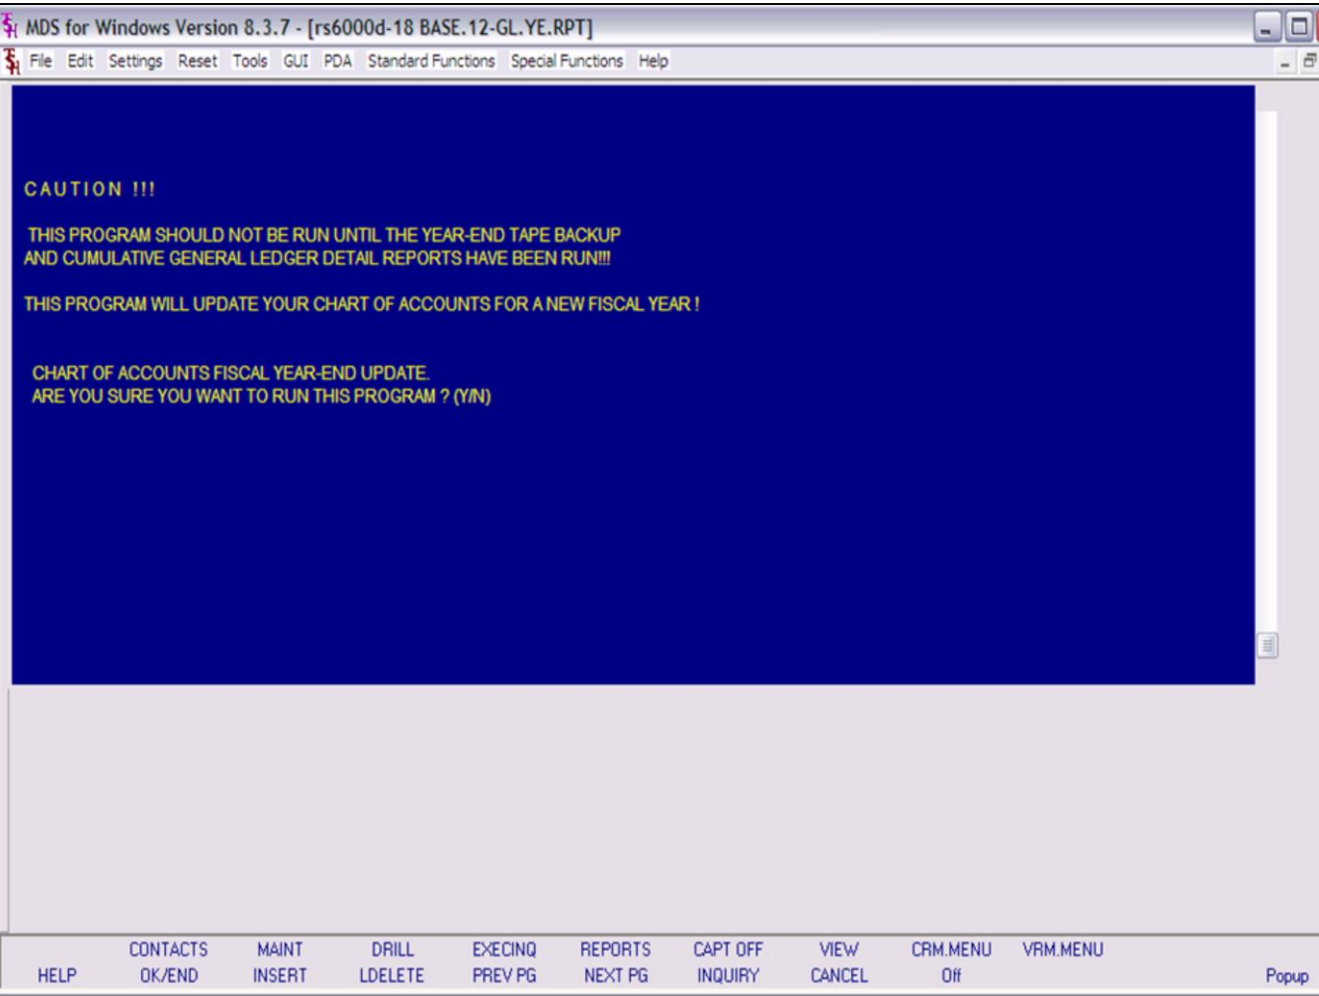 MDS for Windows Version 8.3.7 - [rs6000d-18 BASE.12-GL.YE.RPT]
File Edit Settings Reset Tools GUI PDA Standard Functions Special Functions Help
CAUTION !!!
THIS PROGRAM SHOULD NOT BE RUN UNTIL THE YEAR-END TAPE BACKUP
AND CUMULATIVE GENERAL LEDGER DETAIL REPORTS HAVE BEEN RUN!!!
THIS PROGRAM WILL UPDATE YOUR CHART OF ACCOUNTS FOR A NEW FISCAL YEAR !
CHART OF ACCOUNTS FISCAL YEAR-END UPDATE.
ARE YOU SURE YOU WANT TO RUN THIS PROGRAM ? (Y/N)
CONTACTS MAINT DRILL EXECINQ REPORTS CAPT OFF VIEW CRM.MENU VRM.MENU
HELP OK/END INSERT LDELETE PREV PG NEXT PG INQUIRY CANCEL Off Popup